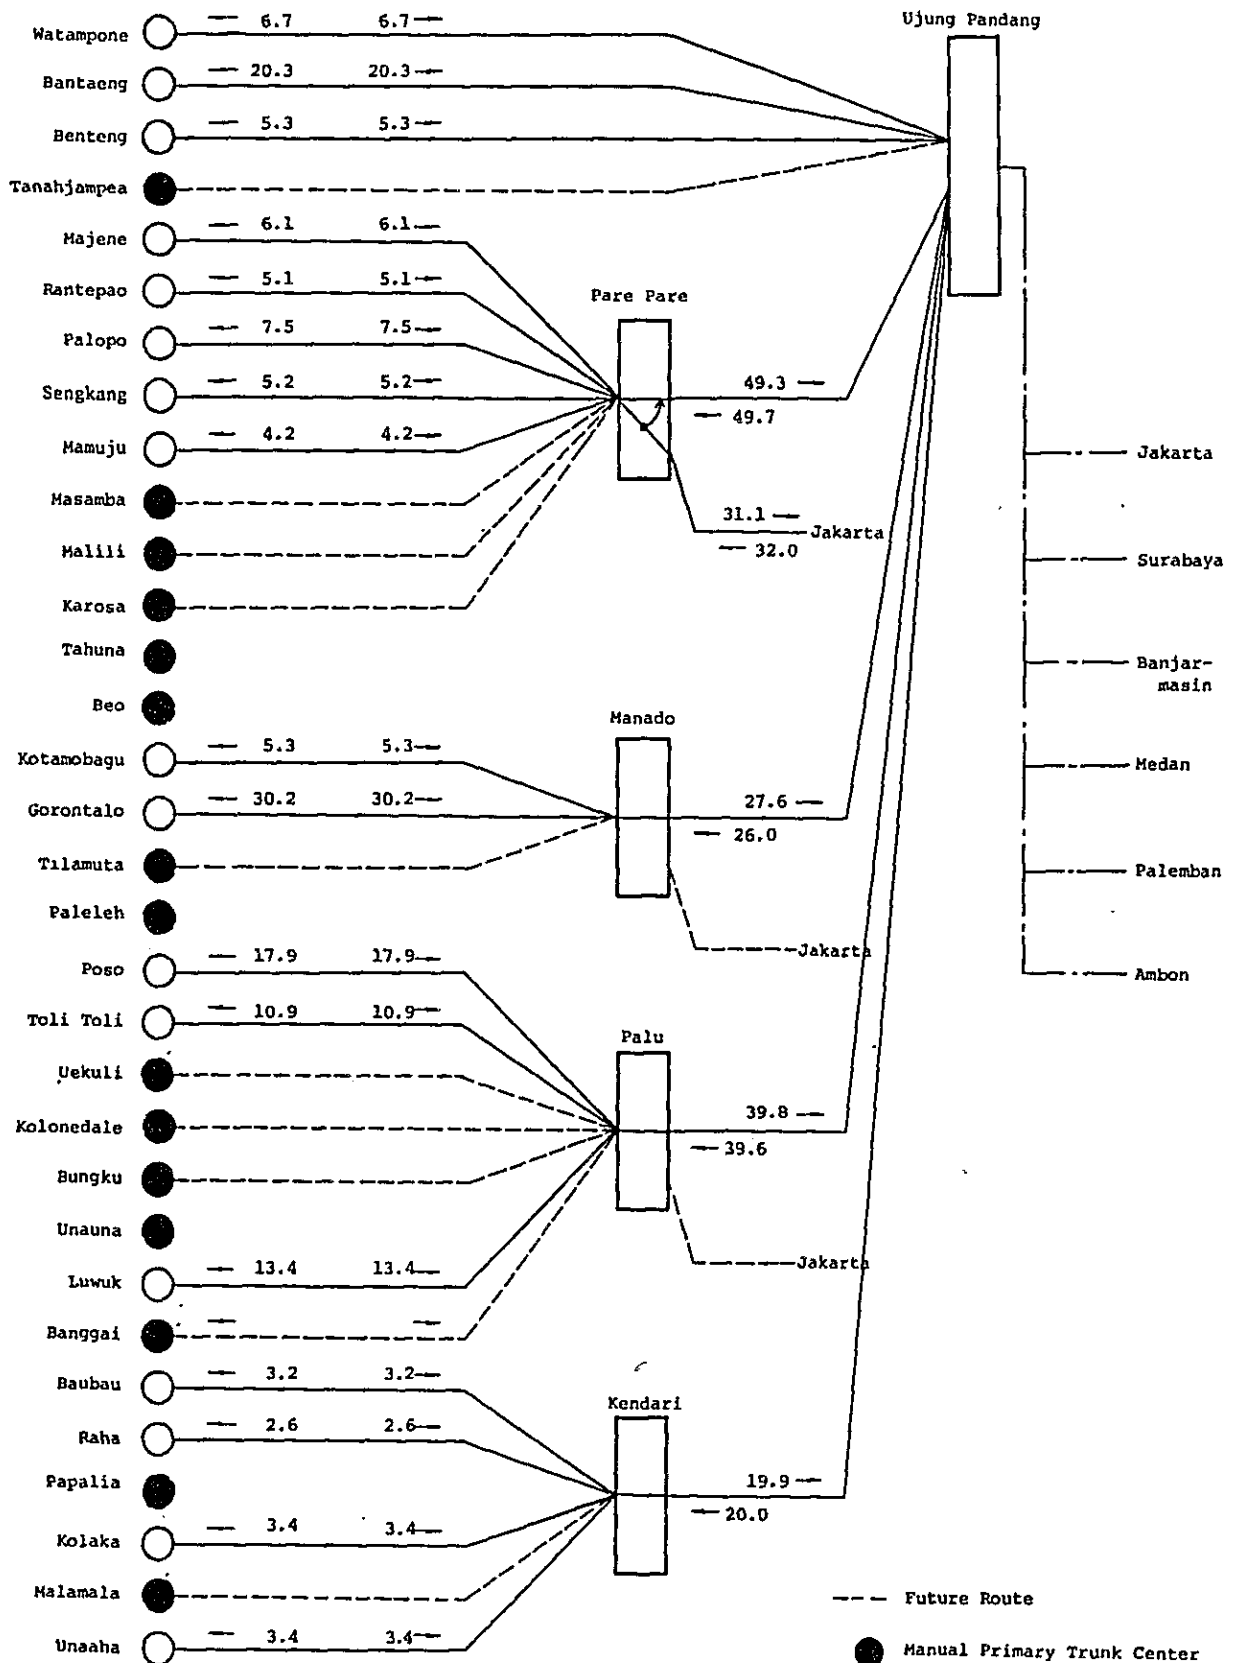 Ujung Pandang
Watampone 6.7 6.7
Bantaeng 20.3 20.3
Benteng 5.3 5.3
Tanahjampea
Majene 6.1 6.1
Rantepao 5.1 5.1
Pare Pare
Palopo 7.5 7.5
Sengkang 5.2 5.2
49.3
49.7
Mamuju 4.2 4.2
Jakarta
Masamba
31.1
Jakarta
32.0
Malili
Surabaya
Karosa
Tahuna
Banjar-
masin
Beo
Manado
Kotamobagu 5.3 5.3
Medan
Gorontalo 30.2 30.2
27.6
26.0
Tilamuta
Palemban
Paleleh
Jakarta
Poso 17.9 17.9
Ambon
Toli Toli 10.9 10.9
Palu
Uekuli
Kolonedale
39.8
39.6
Bungku
Unauna
Jakarta
Luwuk 13.4 13.4
Banggai
Baubau 3.2 3.2
Kendari
Raha 2.6 2.6
Papalia
19.9
20.0
Kolaka 3.4 3.4
Malamala
Future Route
Unaaha 3.4 3.4
Manual Primary Trunk Center